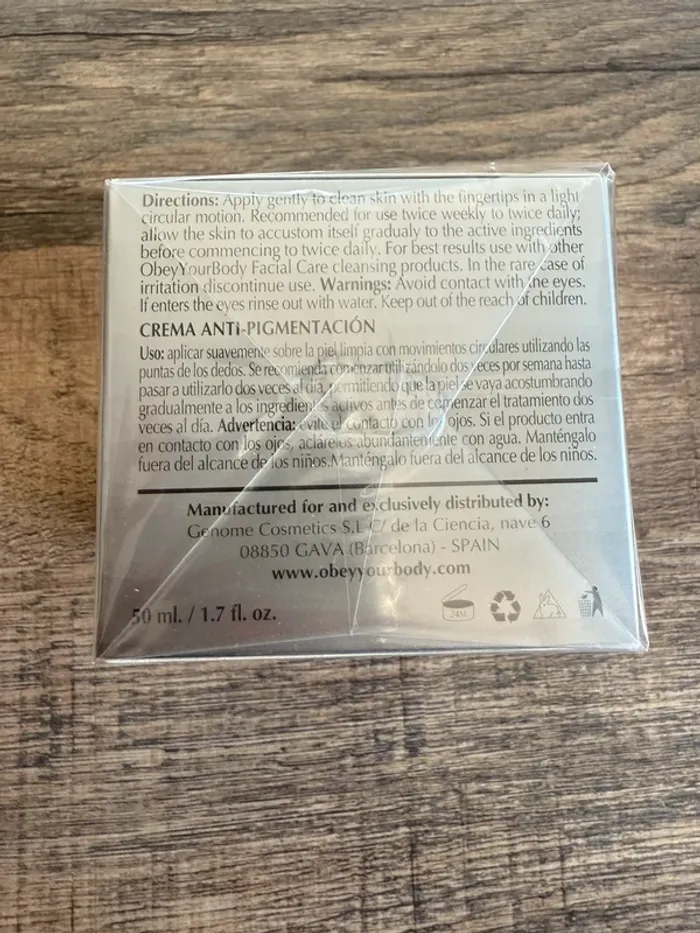 Directions: Apply gently to clean skin with the fingertips in a light
circular motion. Recommended for use twice weekly to twice daily;
allow the skin to accustom itself gradualy to the active ingredients
before commencing to twice daily. For best results use with other
ObeyYourBody Facial Care cleansing products. In the rare case of
irritation discontinue use. Warnings: Avoid contact with the eyes.
If enters the eyes rinse out with water. Keep out of the reach of children.
CREMA ANTI-PIGMENTACIÓN
Uso: aplicar suavemente sobre la piel limpia con movimientos circulares utilizando las
puntas de los dedos. Se recomienda comenzar utilizándolo dos veces por semana hasta
pasar a utilizarlo dos veces al día, permitiendo que la piel se vaya acostumbrando
gradualmente a los ingredientes activos antes de comenzar el tratamiento dos
veces al día. Advertencia: evite el contacto con los ojos. Si el producto entra
en contacto con los ojos, aclárelos abundantemente con agua. Manténgalo
fuera del alcance de los niños.Manténgalo fuera del alcance de los niños.
Manufactured for and exclusively distributed by:
Genome Cosmetics S.L C/ de la Ciencia, nave 6
08850 GAVA (Barcelona) - SPAIN
www.obeyyourbody.com
50 ml. / 1.7 fl. oz.
24M